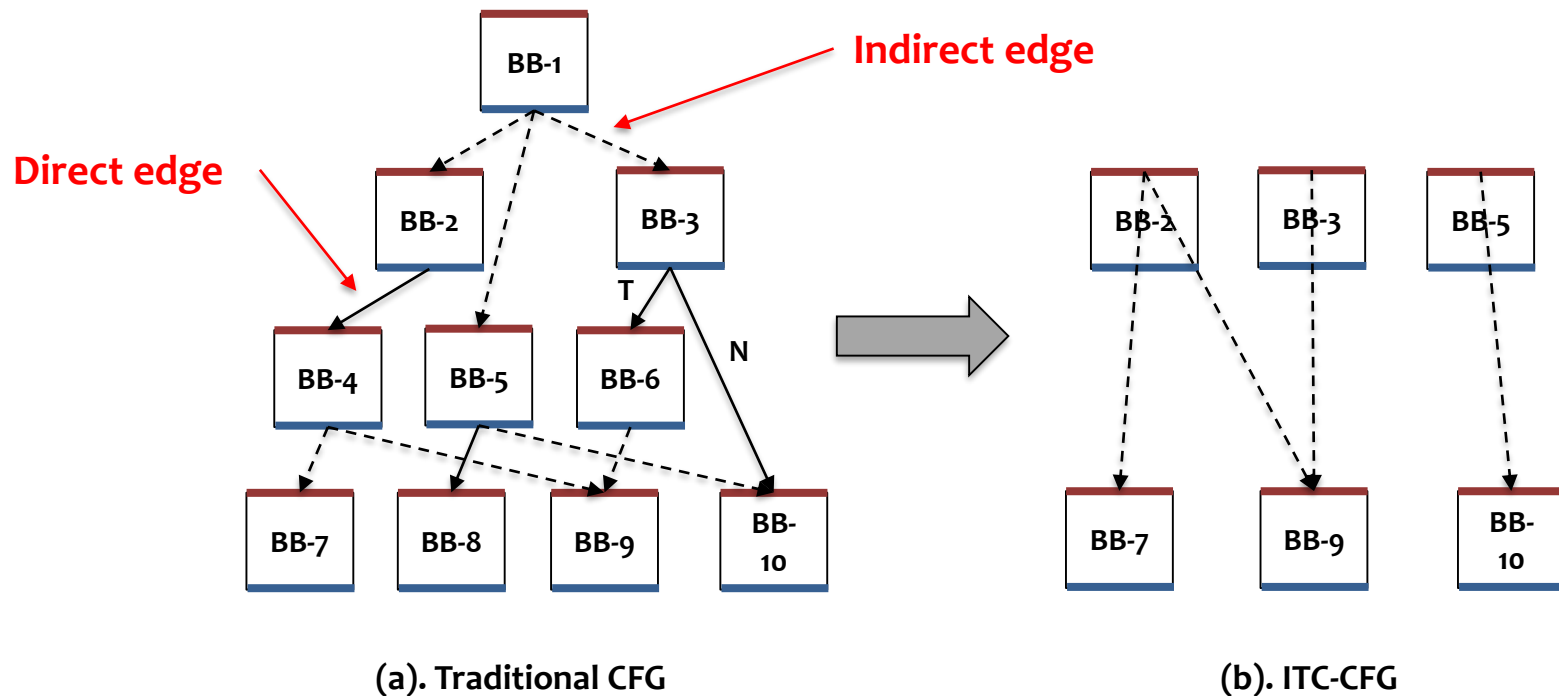 BB-1
Indirect edge
Direct edge
BB-2
BB-3
BB-2
BB-3
BB-5
T
N
BB-4
BB-5
BB-6
BB-7
BB-8
BB-9
BB-
10
BB-7
BB-9
BB-
10
(a). Traditional CFG
(b). ITC-CFG